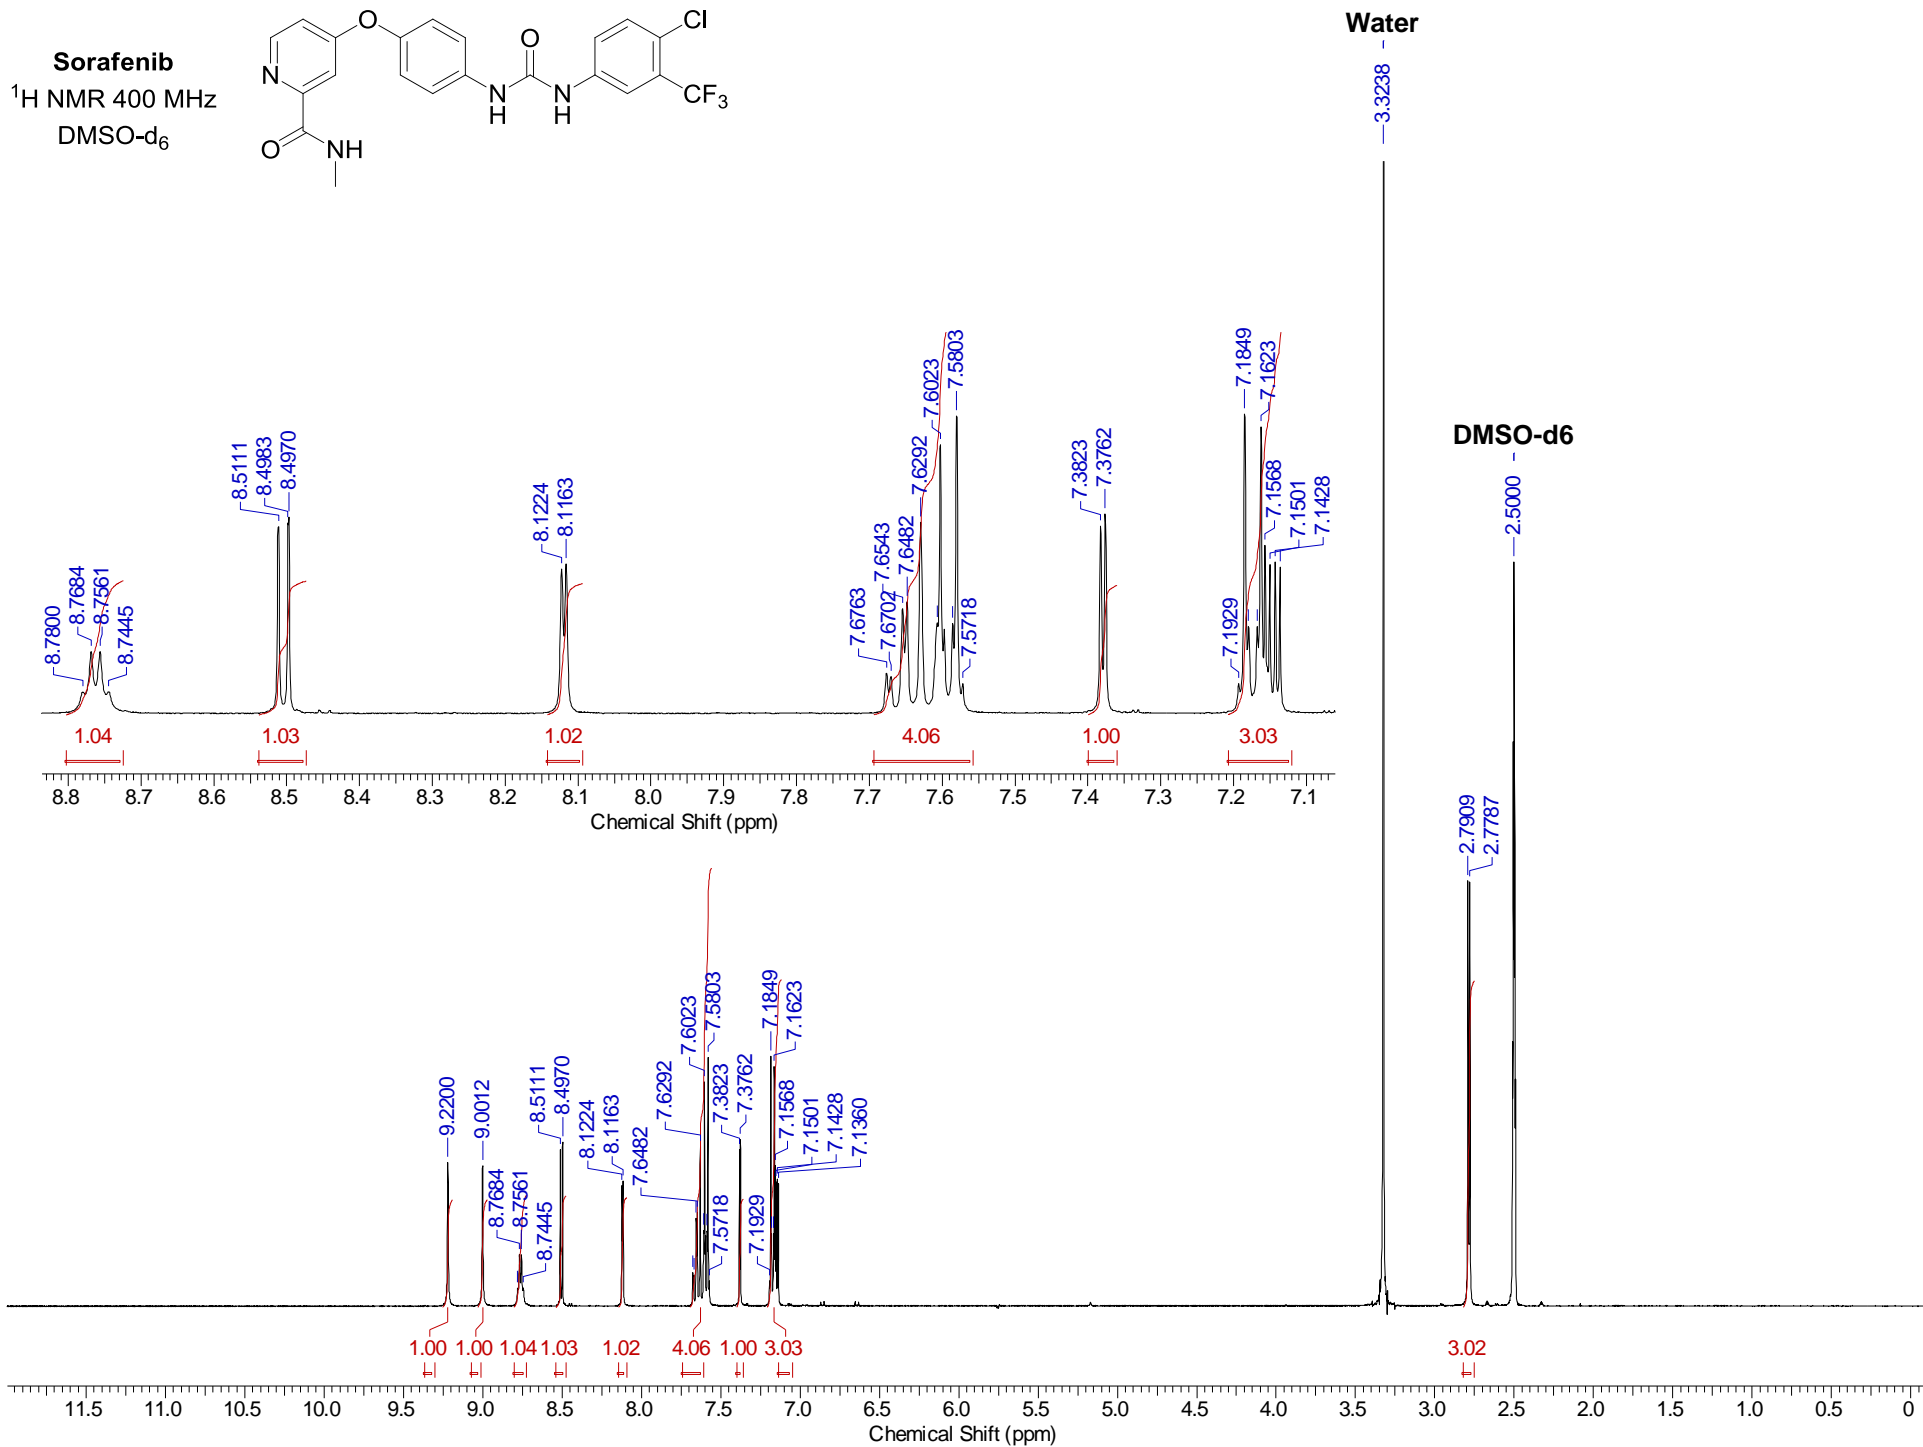 Sorafenib
¹H NMR 400 MHz
DMSO-d₆
O
N
O
NH
N
H
O
N
H
Cl
CF₃
Water
3.3238
DMSO-d6
2.5000
2.7909
2.7787
8.7800
8.7684
8.7561
8.7445
8.5111
8.4983
8.4970
8.1224
8.1163
7.6763
7.6702
7.6543
7.6482
7.6292
7.6023
7.5803
7.5718
7.3823
7.3762
7.1929
7.1849
7.1623
7.1568
7.1501
7.1428
1.04 1.03 1.02 4.06 1.00 3.03
8.8 8.7 8.6 8.5 8.4 8.3 8.2 8.1 8.0 7.9 7.8 7.7 7.6 7.5 7.4 7.3 7.2 7.1
Chemical Shift (ppm)
9.2200
9.0012
8.7684
8.7561
8.7445
8.5111
8.4970
8.1224
8.1163
7.6482
7.6292
7.6023
7.5803
7.5718
7.3823
7.3762
7.1929
7.1849
7.1623
7.1568
7.1501
7.1428
7.1360
1.00 1.00 1.04 1.03 1.02 4.06 1.00 3.03 3.02
11.5 11.0 10.5 10.0 9.5 9.0 8.5 8.0 7.5 7.0 6.5 6.0 5.5 5.0 4.5 4.0 3.5 3.0 2.5 2.0 1.5 1.0 0.5 0
Chemical Shift (ppm)